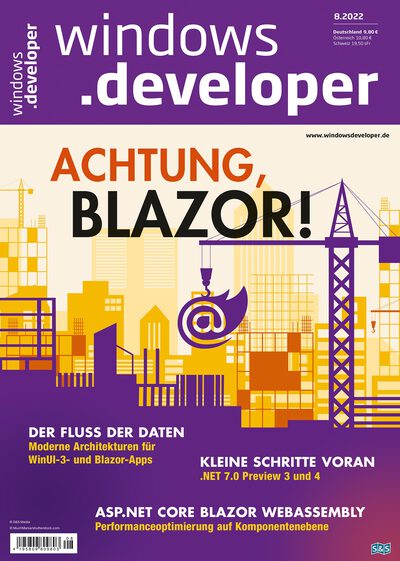 windows
.developer
windows
.developer
8.2022
Deutschland 9,80 €
Österreich 10,80 €
Schweiz 19,50 sFr
www.windowsdeveloper.de
ACHTUNG,
BLAZOR!
@
DER FLUSS DER DATEN
Moderne Architekturen für
WinUI-3- und Blazor-Apps
KLEINE SCHRITTE VORAN
.NET 7.0 Preview 3 und 4
ASP.NET CORE BLAZOR WEBASSEMBLY
Performanceoptimierung auf Komponentenebene
© S&S Media
S&S